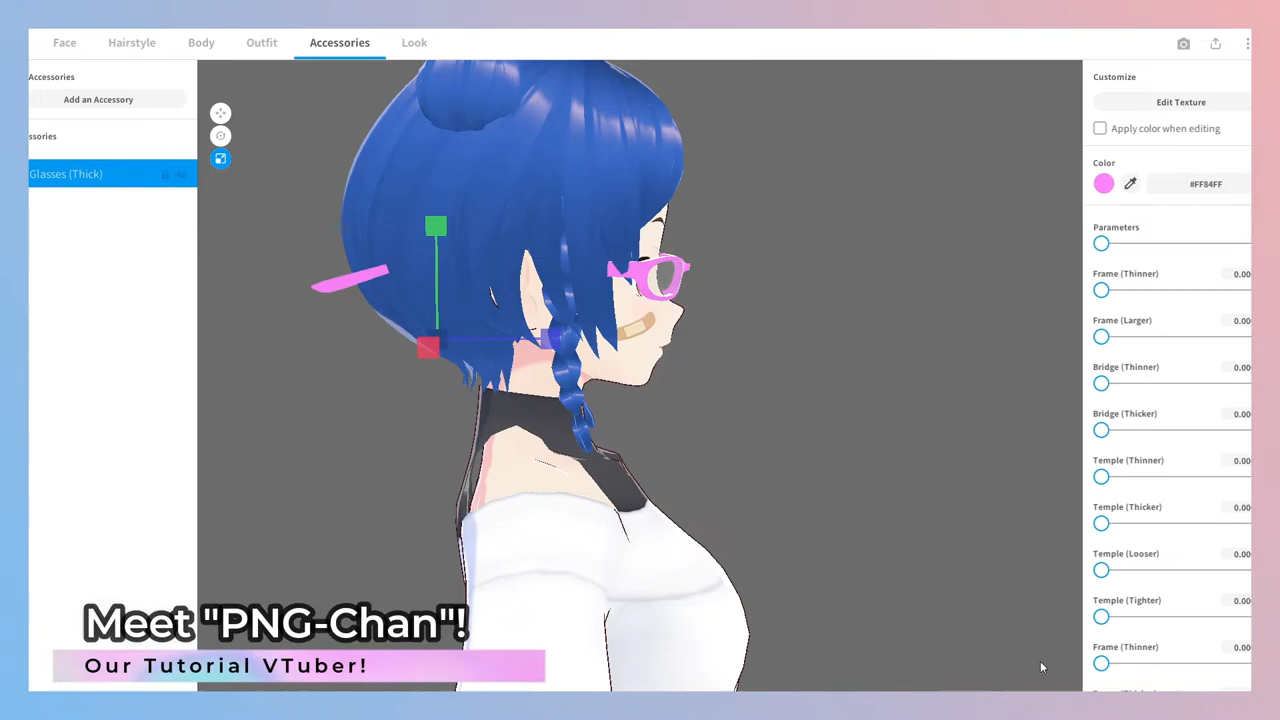 Face Hairstyle Body Outfit Accessories Look
Accessories
Add an Accessory
ssories
Glasses (Thick)
Customize
Edit Texture
Apply color when editing
Color
#FF84FF
Parameters
Frame (Thinner) 0.00
Frame (Larger) 0.00
Bridge (Thinner) 0.00
Bridge (Thicker) 0.00
Temple (Thinner) 0.00
Temple (Thicker) 0.00
Temple (Looser) 0.00
Temple (Tighter) 0.00
Frame (Thinner) 0.00
Meet "PNG-Chan"!
Our Tutorial VTuber!